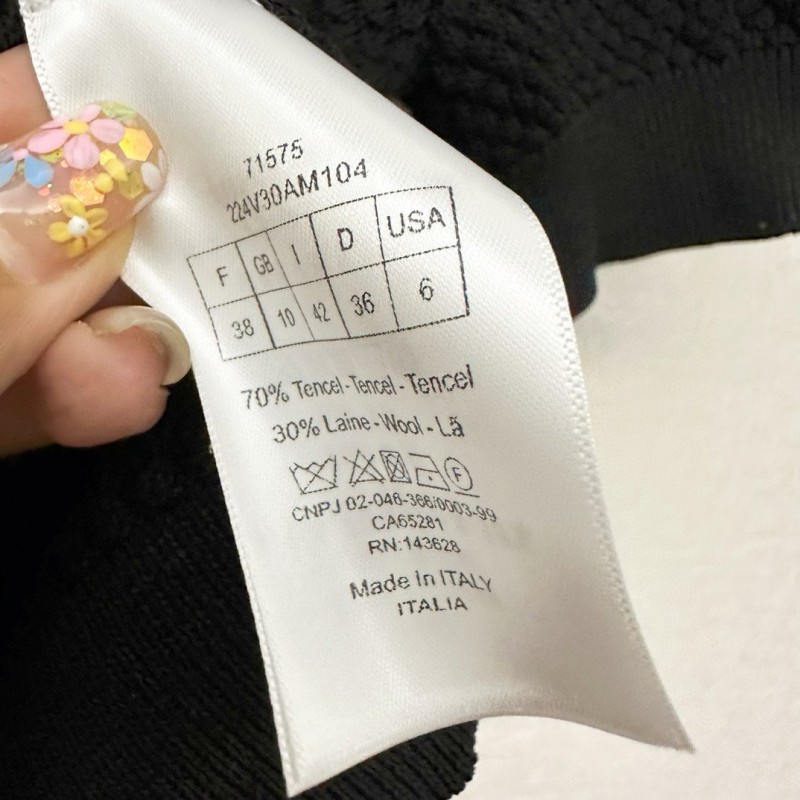 71575
224V30AM104
F GB I D USA
38 10 42 36 6
70% Tencel-Tencel-Tencel
30% Laine-Wool-Lã
F
CNPJ 02-046-366/0003-99
CA65281
RN:143628
Made In ITALY
ITALIA